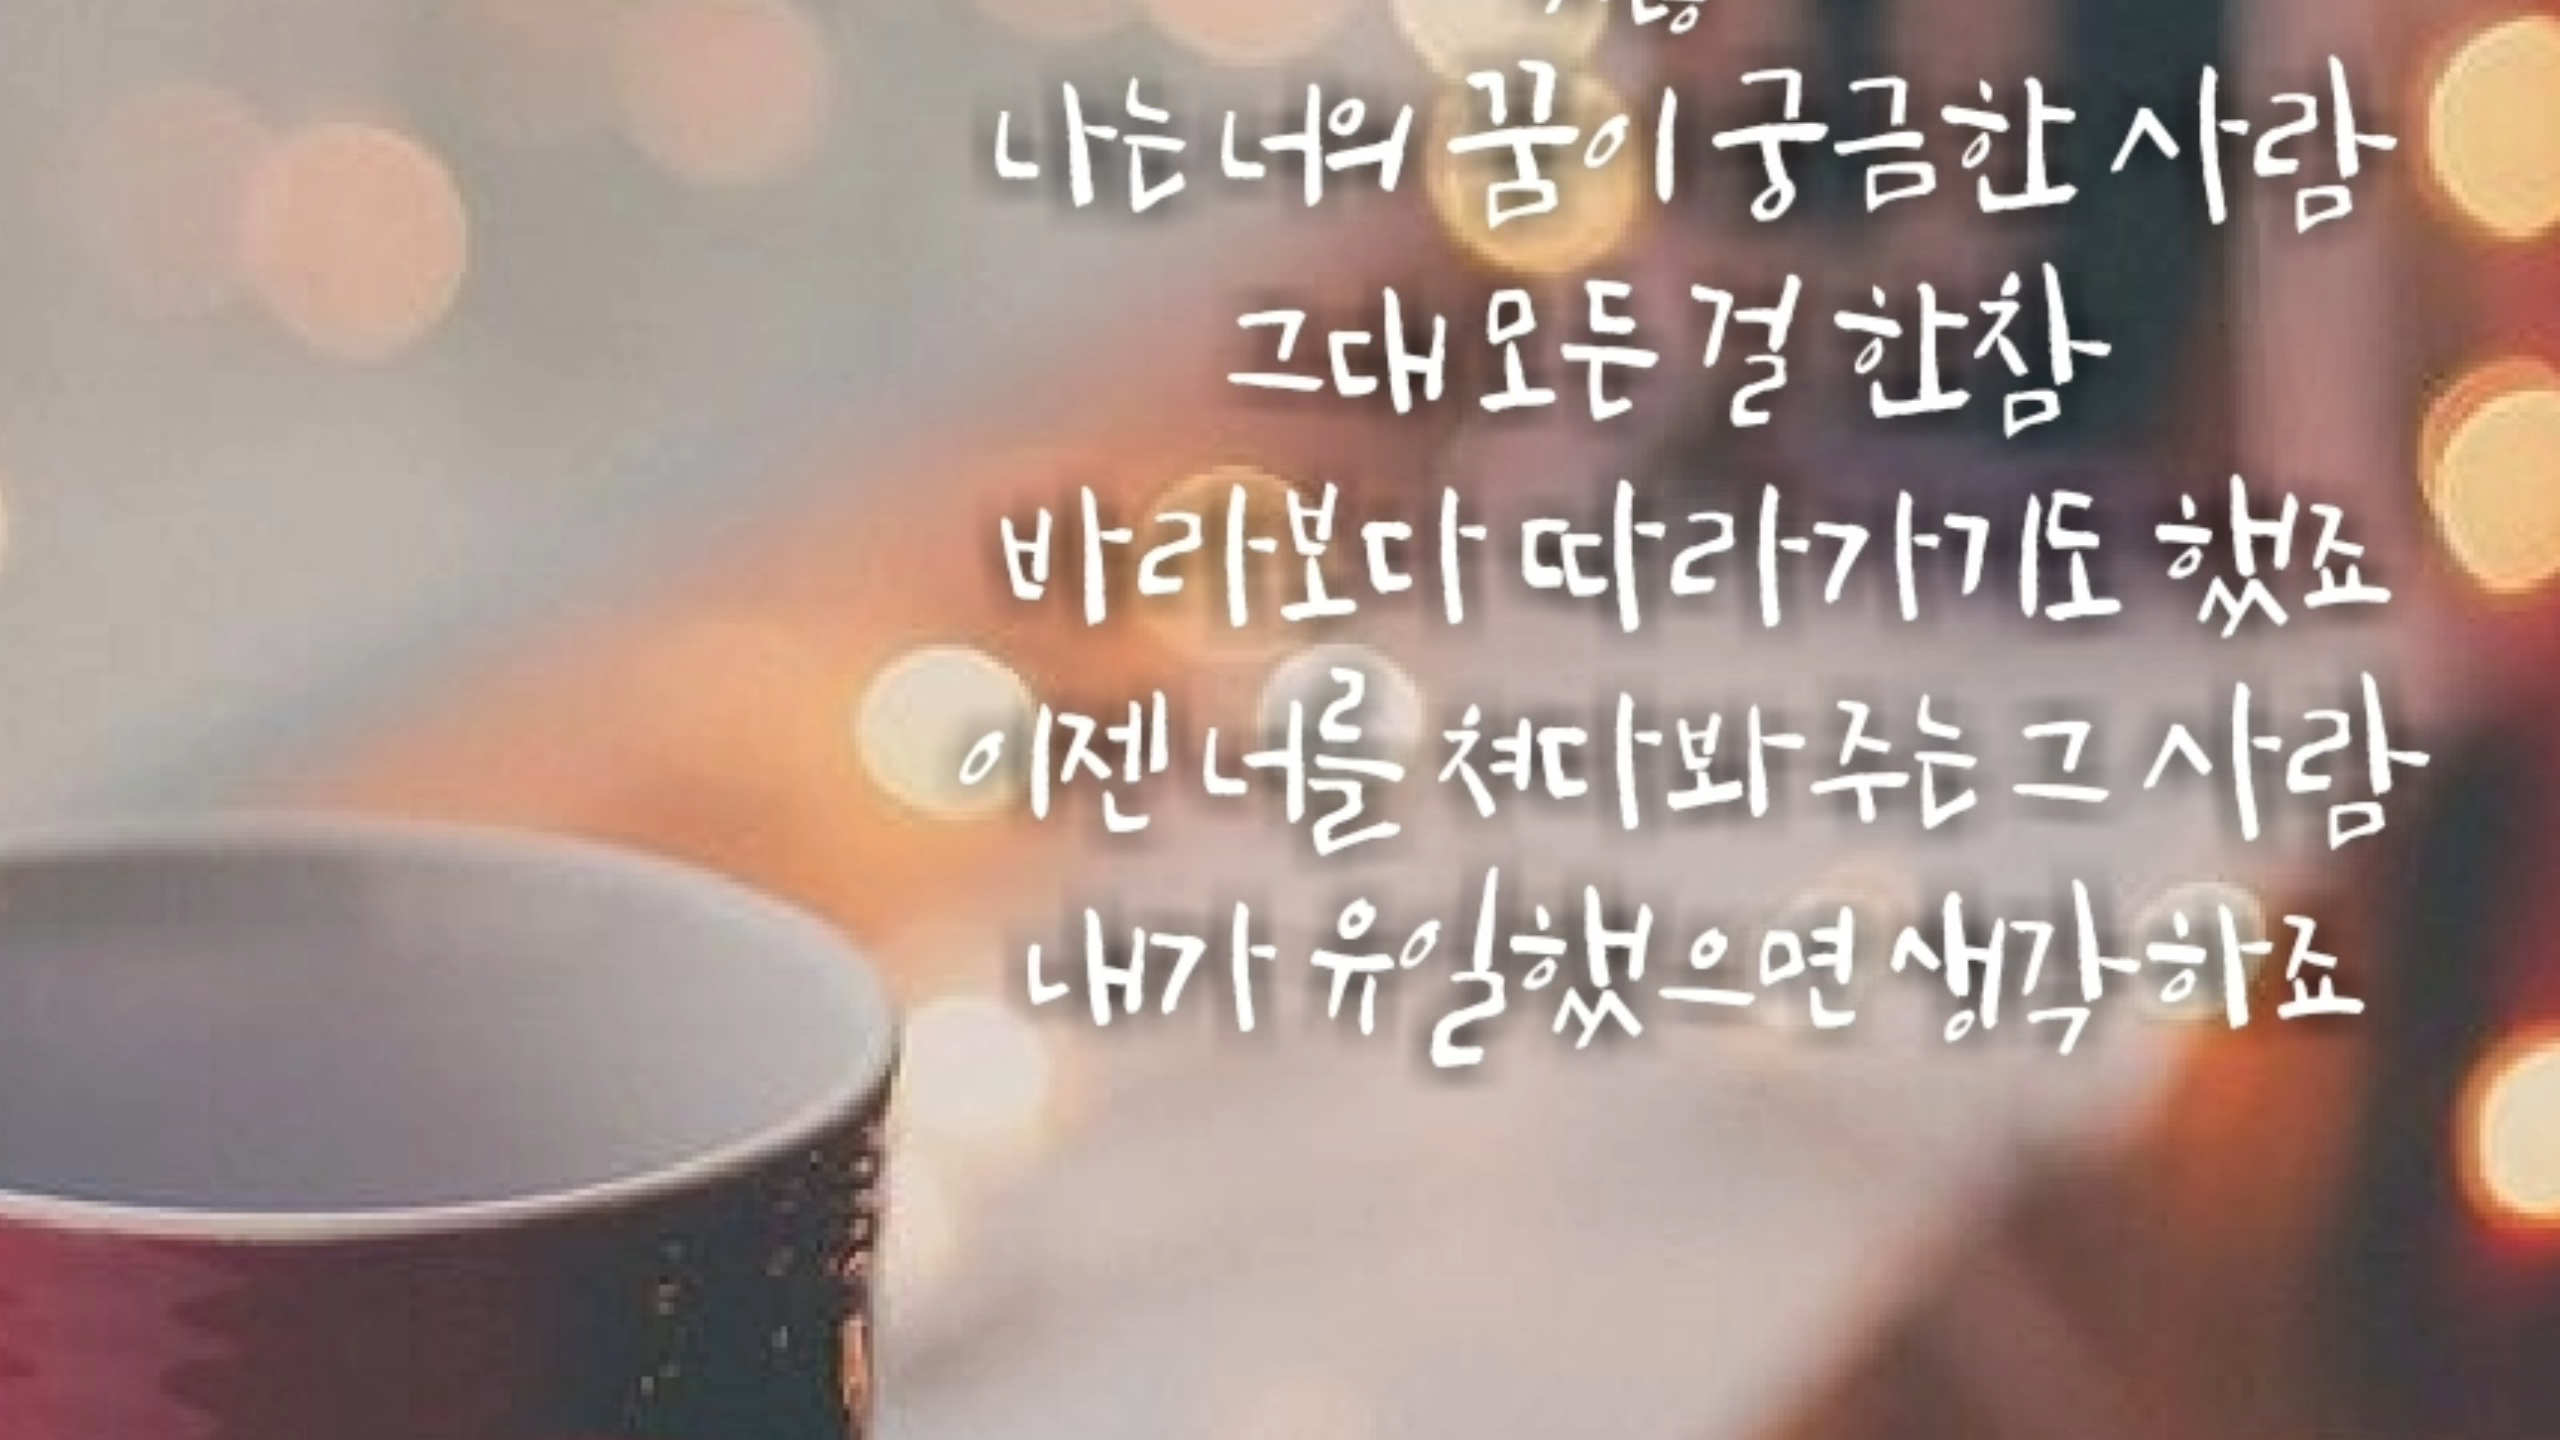 나는 너의 꿈이 궁금한 사람
그대 모든 걸 한참
바라보다 따라가기도 했죠
이젠 너를 쳐다봐 주는 그 사람
내가 유일했으면 생각하죠